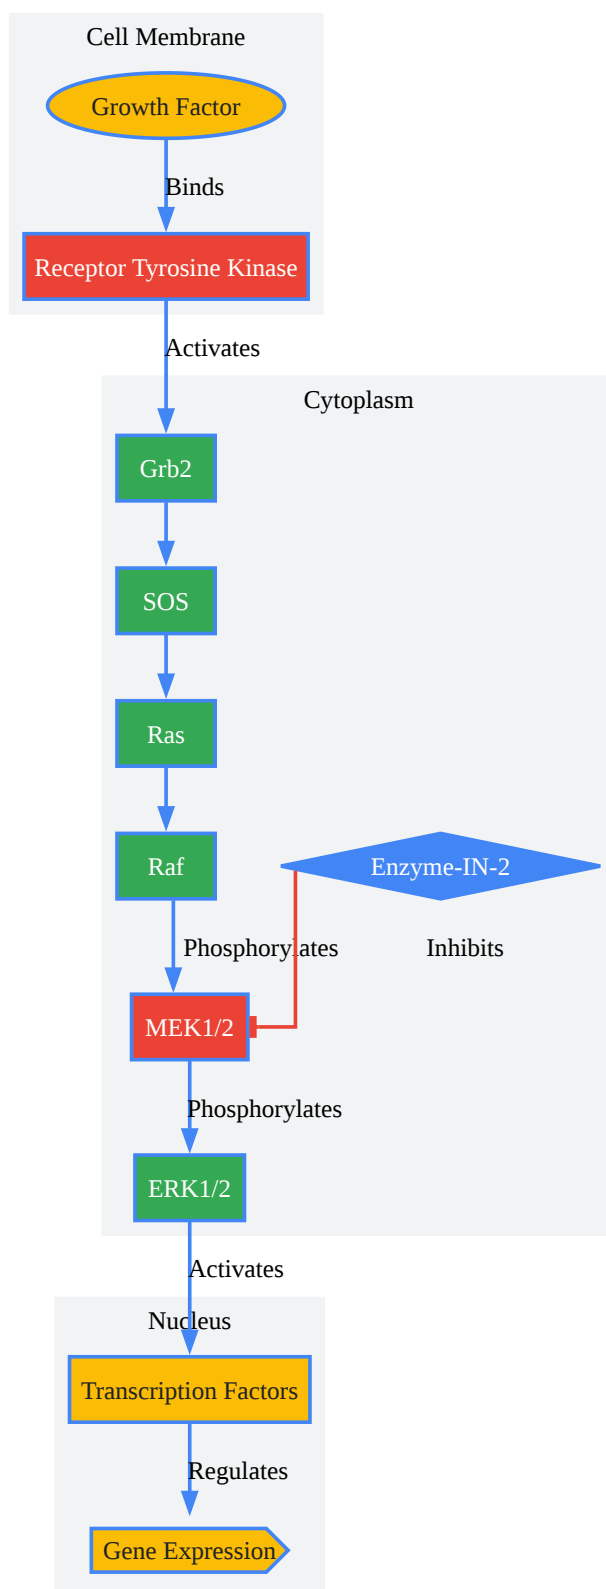 Cell Membrane
Growth Factor
Binds
Receptor Tyrosine Kinase
Activates
Cytoplasm
Grb2
SOS
Ras
Raf
Enzyme-IN-2
Phosphorylates
Inhibits
MEK1/2
Phosphorylates
ERK1/2
Activates
Nucleus
Transcription Factors
Regulates
Gene Expression